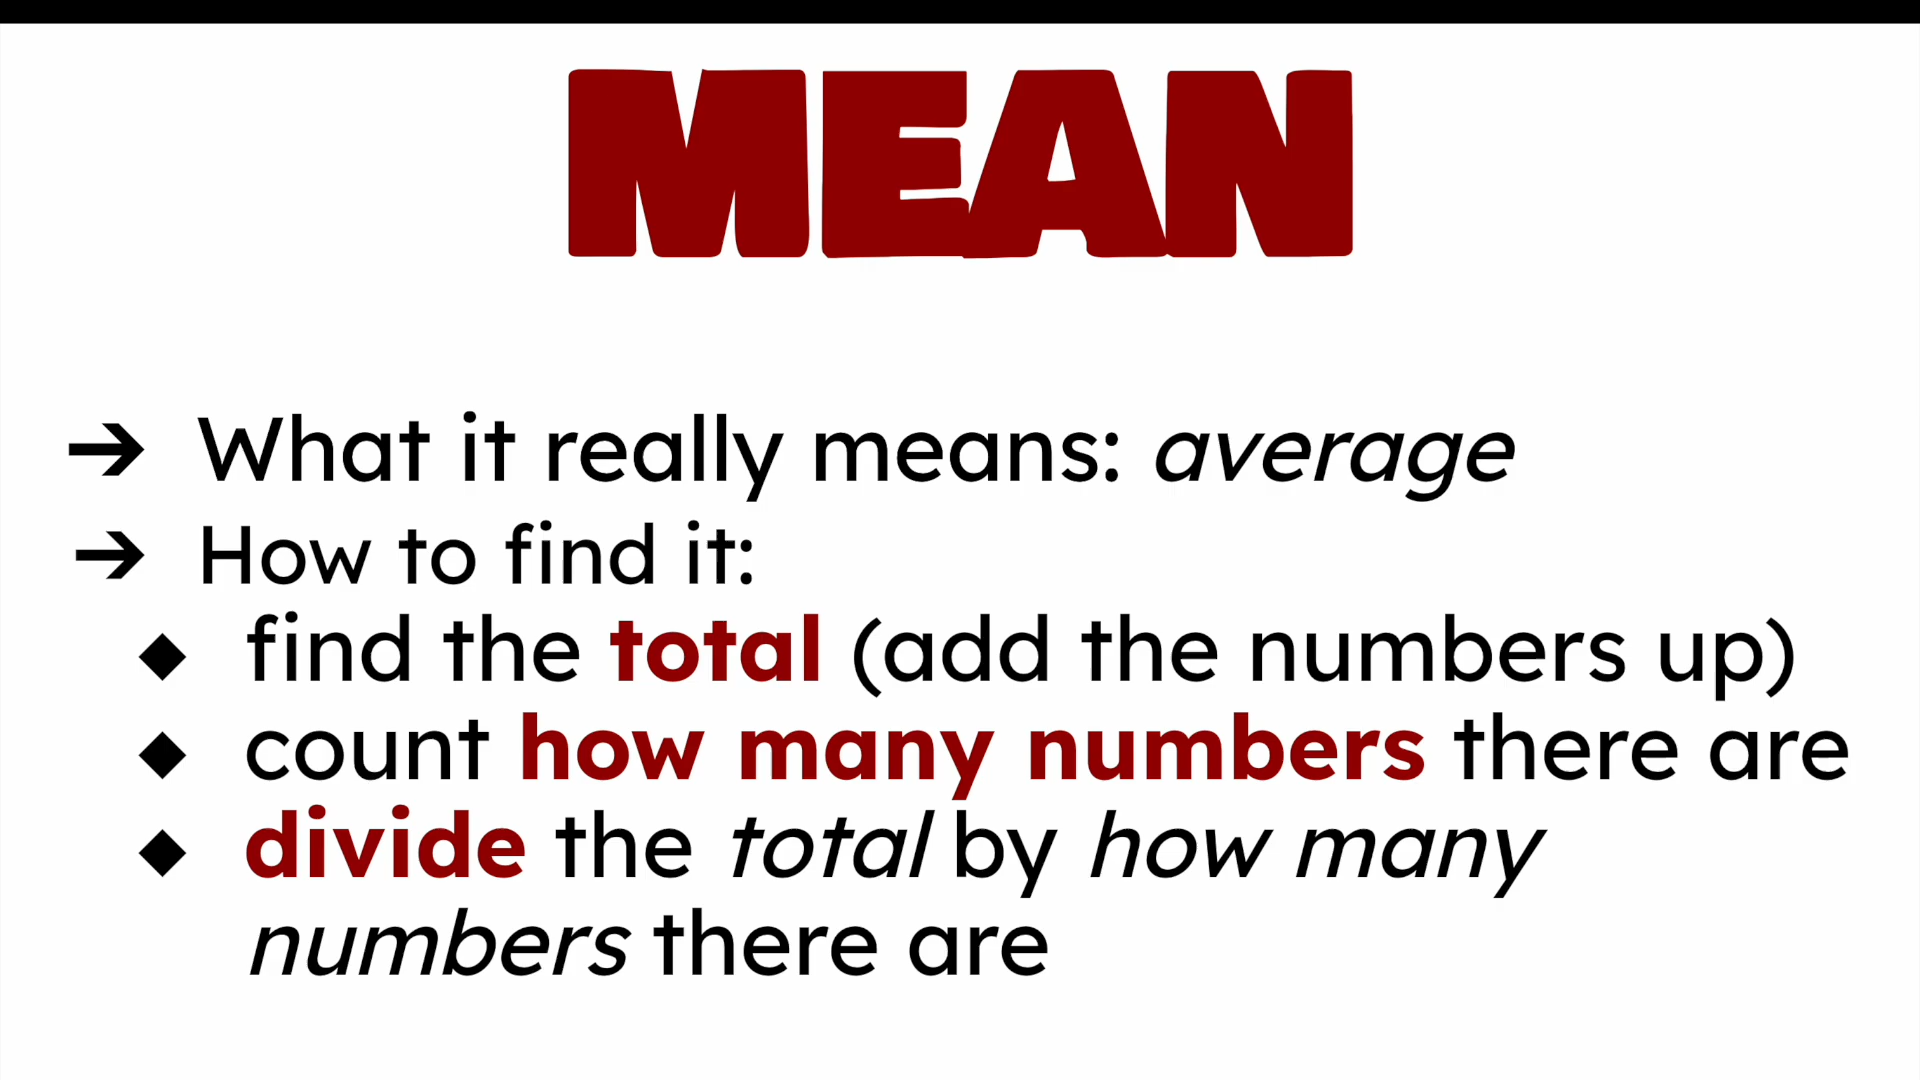 MEAN
➔ What it really means: average
➔ How to find it:
◆ find the total (add the numbers up)
◆ count how many numbers there are
◆ divide the total by how many
numbers there are